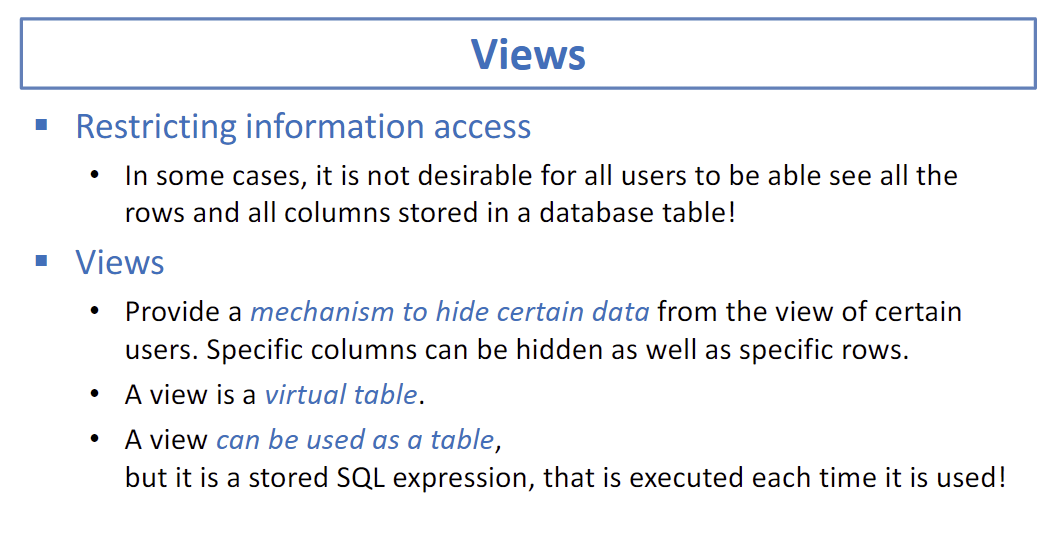 Views
▪ Restricting information access
• In some cases, it is not desirable for all users to be able see all the
rows and all columns stored in a database table!
▪ Views
• Provide a mechanism to hide certain data from the view of certain
users. Specific columns can be hidden as well as specific rows.
• A view is a virtual table.
• A view can be used as a table,
but it is a stored SQL expression, that is executed each time it is used!